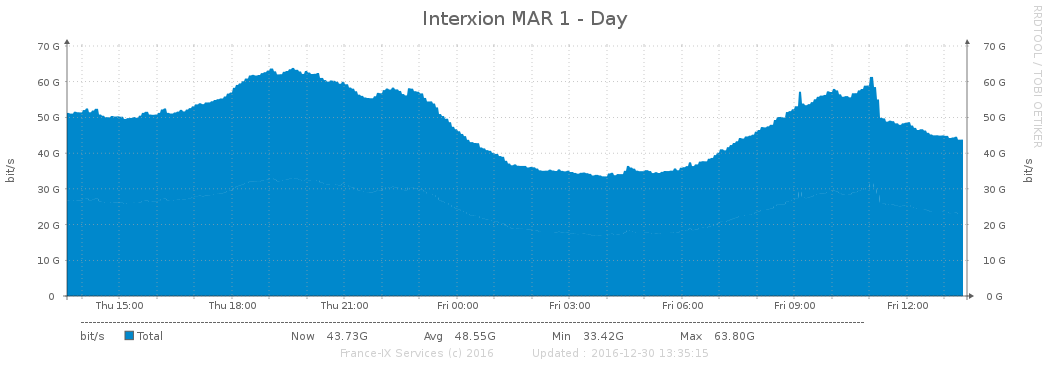 Interxion MAR 1 - Day
RRDTOOL / TOBI OETIKER
bit/s
70 G 70 G
60 G 60 G
50 G 50 G
40 G 40 G
30 G 30 G
20 G 20 G
10 G 10 G
0 0 G
bit/s
Thu 15:00 Thu 18:00 Thu 21:00 Fri 00:00 Fri 03:00 Fri 06:00 Fri 09:00 Fri 12:00
bit/s Total Now 43.73G Avg 48.55G Min 33.42G Max 63.80G
France-IX Services (c) 2016 Updated : 2016-12-30 13:35:15